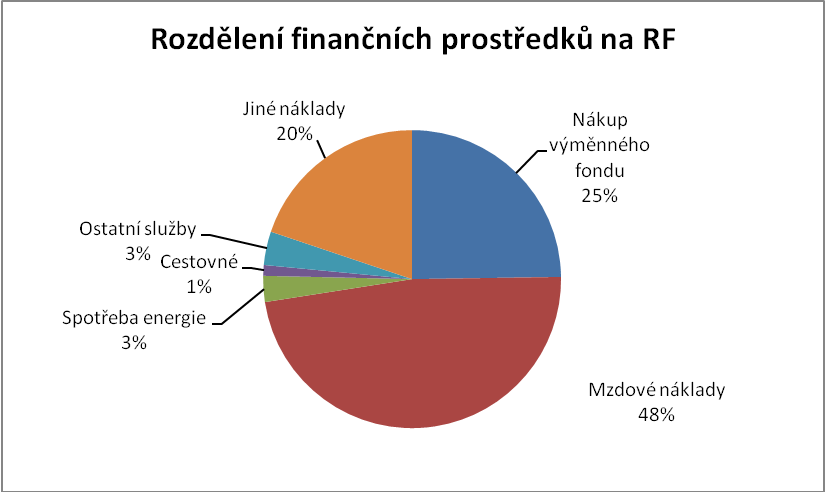 Rozdělení finančních prostředků na RF
Jiné náklady
20%
Nákup
výměnného
fondu
25%
Ostatní služby
3%
Cestovné
1%
Spotřeba energie
3%
Mzdové náklady
48%